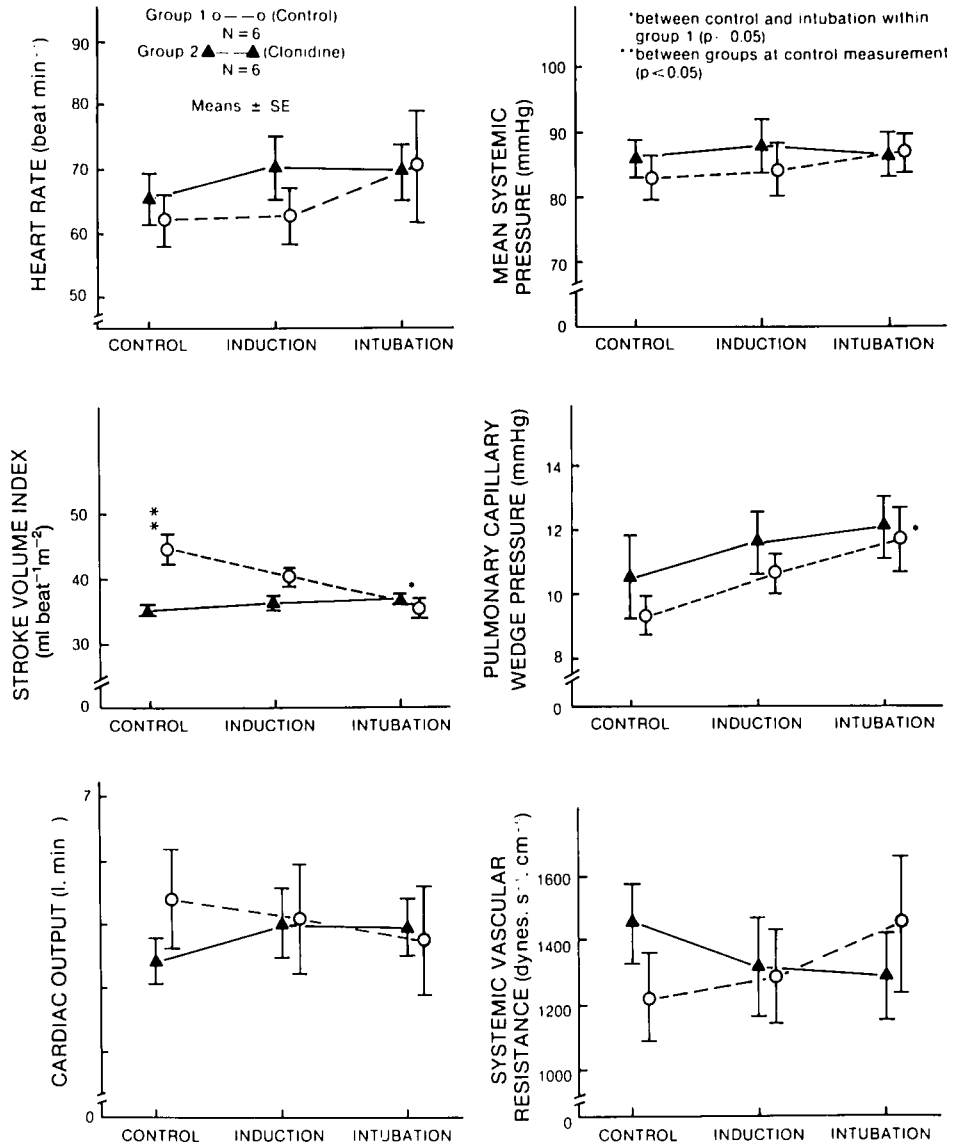 Group 1 o– –o (Control)
N = 6
Group 2 ▲– –▲ (Clonidine)
N = 6
Means ± SE
HEART RATE (beat min⁻
90
80
70
60
50
CONTROL INDUCTION INTUBATION
*between control and intubation within
group 1 (p 0.05)
**between groups at control measurement
(p<0.05)
MEAN SYSTEMIC
PRESSURE (mmHg)
100
90
80
70
0
CONTROL INDUCTION INTUBATION
STROKE VOLUME INDEX
(ml beat⁻¹m⁻²)
50
40
30
0
**
*
CONTROL INDUCTION INTUBATION
PULMONARY CAPILLARY
WEDGE PRESSURE (mmHg)
14
12
10
8
0
*
CONTROL INDUCTION INTUBATION
CARDIAC OUTPUT (l. min )
7
0
CONTROL INDUCTION INTUBATION
SYSTEMIC VASCULAR
RESISTANCE (dynes. s⁻ . cm⁻ )
1600
1400
1200
1000
0
CONTROL INDUCTION INTUBATION